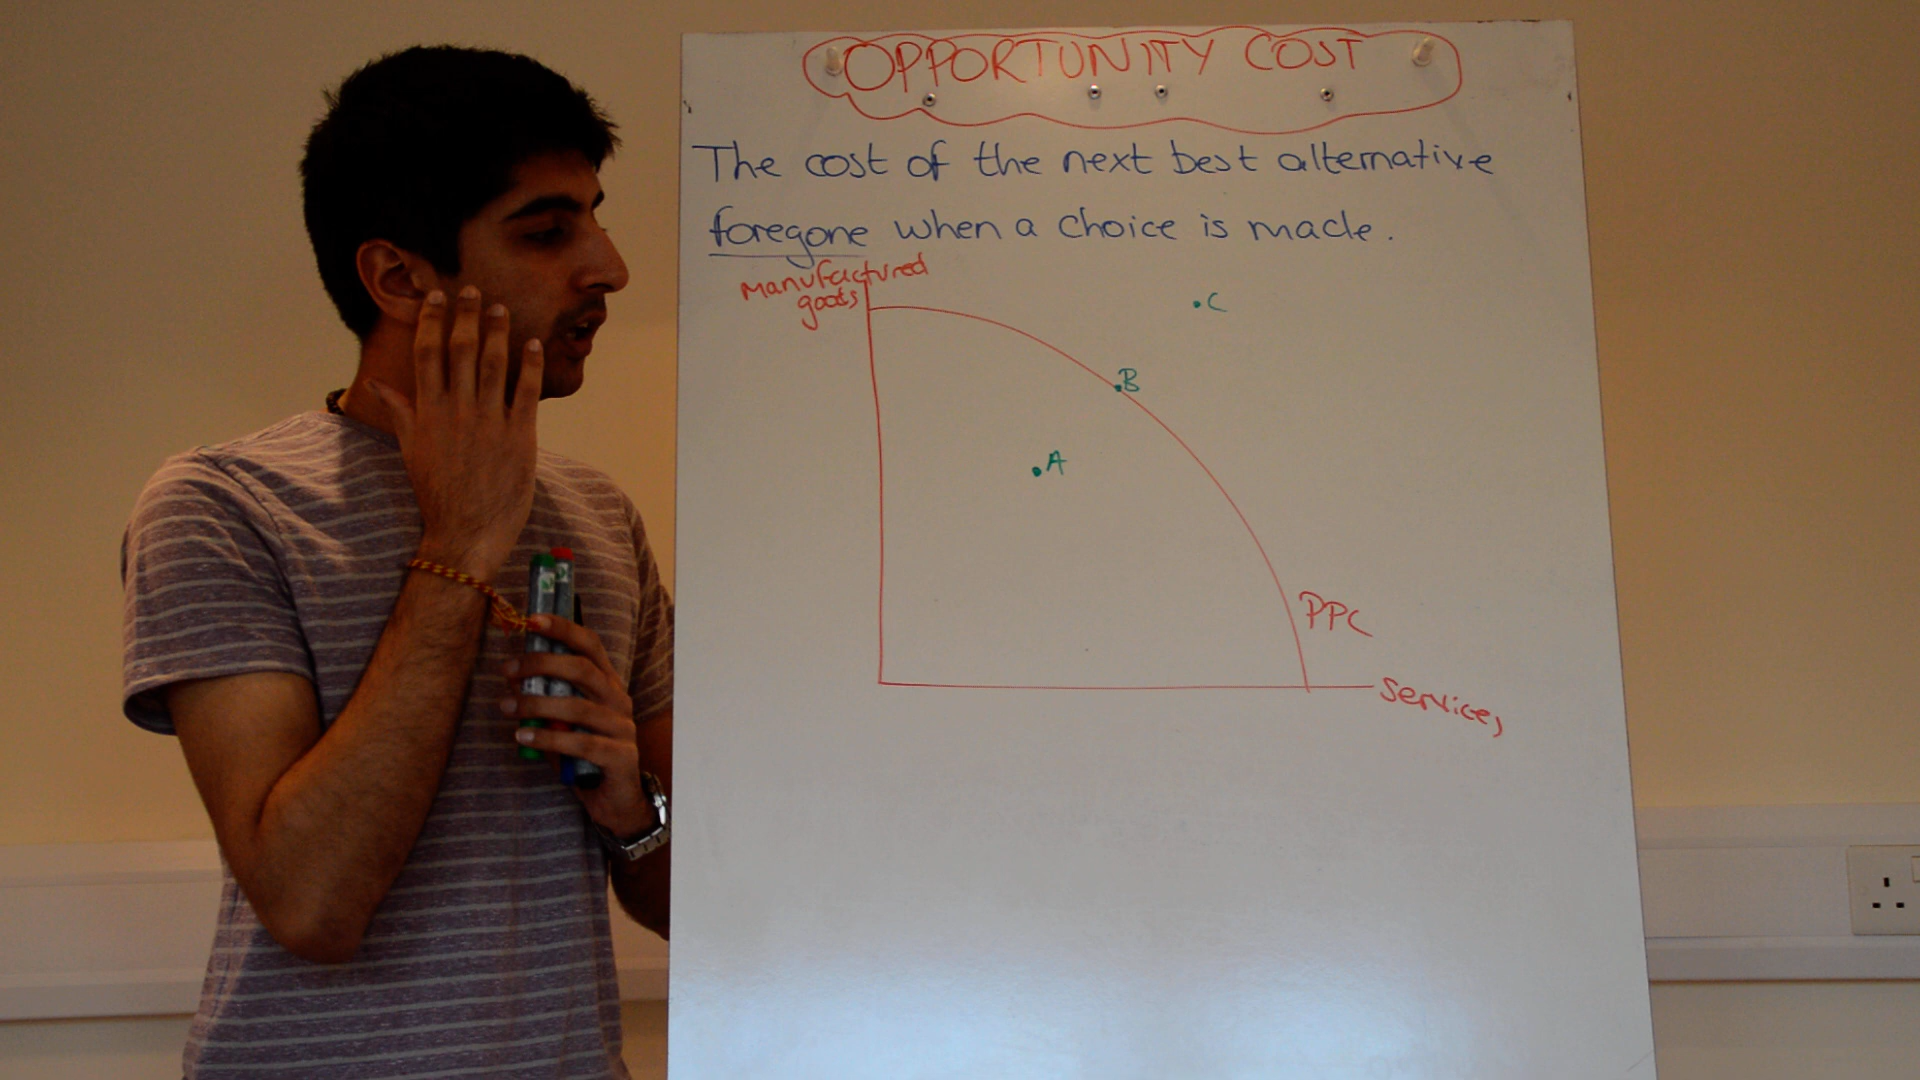 OPPORTUNITY COST
The cost of the next best alternative
foregone when a choice is made.
Manufactured
goods
.C
.B
.A
PPC
Services